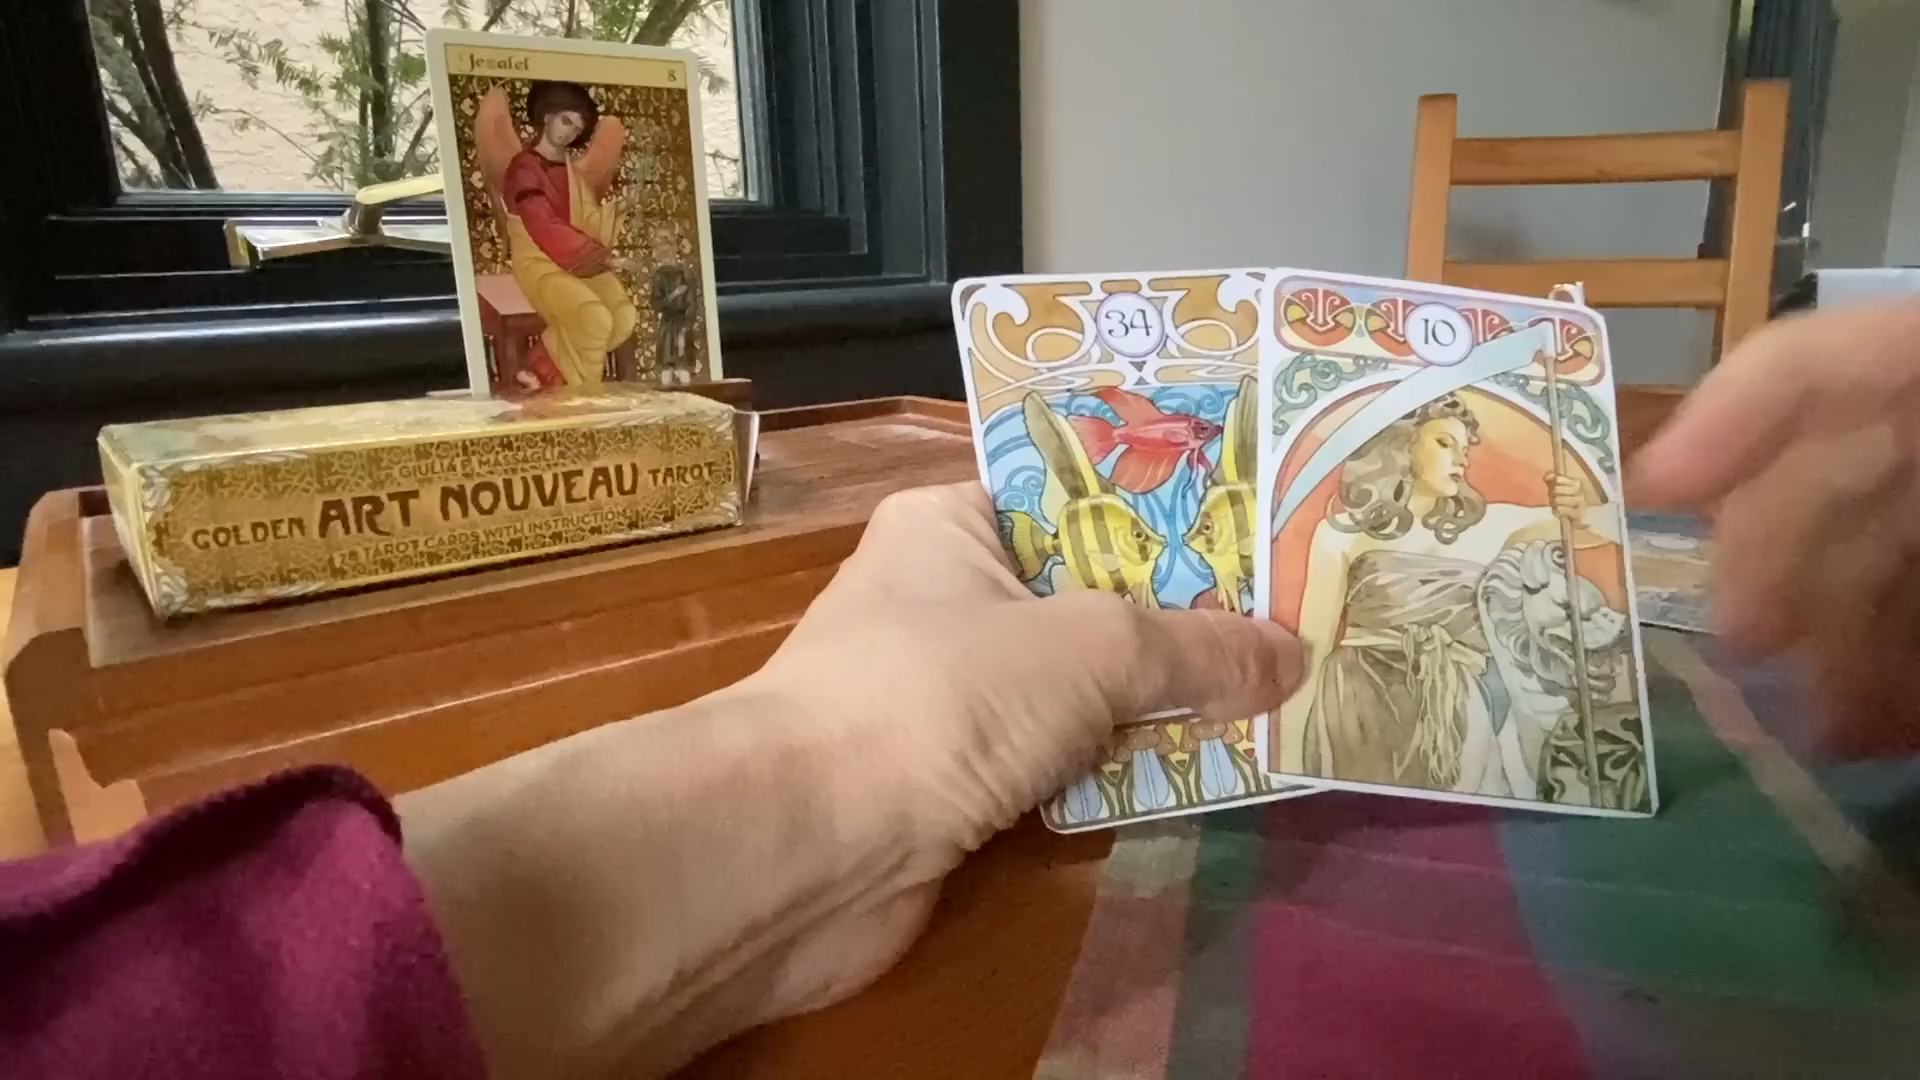 Jezalel
8
GIULIA F. MASSAGLIA
GOLDEN ART NOUVEAU TAROT
78 TAROT CARDS WITH INSTRUCTIONS
34
10